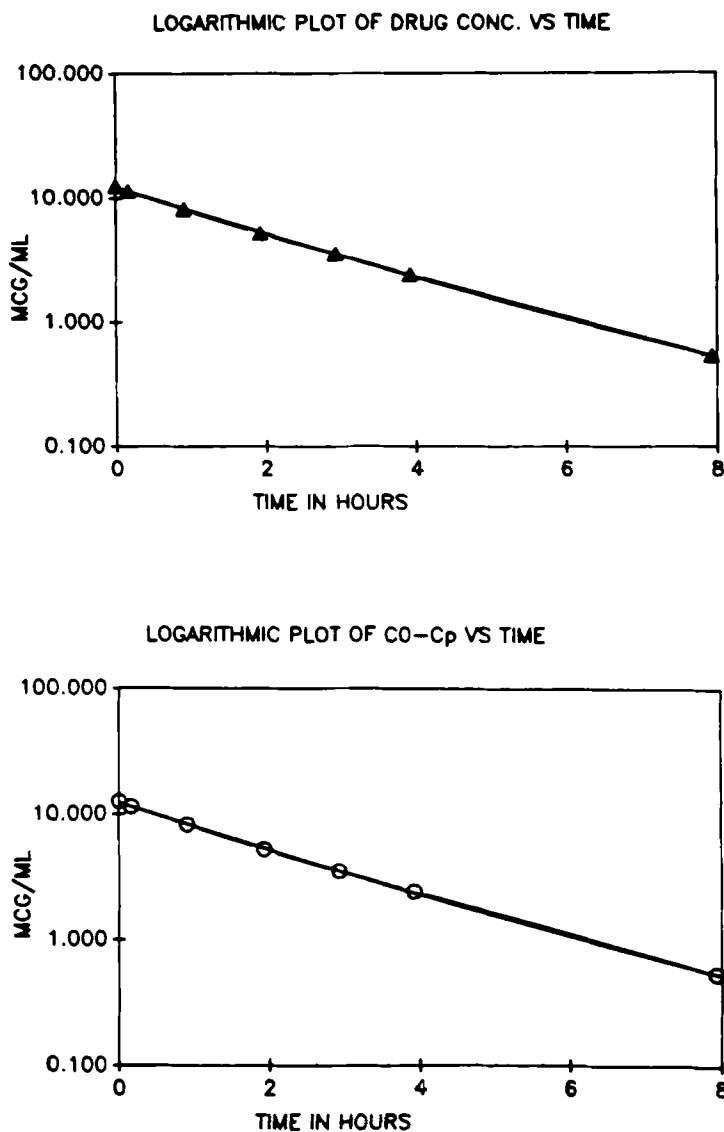 LOGARITHMIC PLOT OF DRUG CONC. VS TIME
100.000
10.000
1.000
0.100
MCG/ML
0 2 4 6 8
TIME IN HOURS
LOGARITHMIC PLOT OF C0-Cp VS TIME
100.000
10.000
1.000
0.100
MCG/ML
0 2 4 6 8
TIME IN HOURS